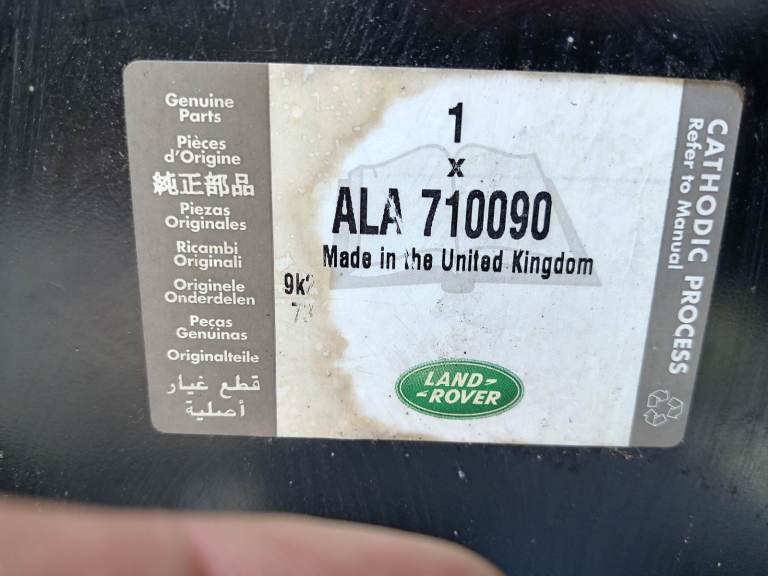 Genuine
Parts
Pièces
d'Origine
純正部品
Piezas
Originales
Ricambi
Originali
Originele
Onderdelen
Peças
Genúinas
Originalteile
قطع غيار
أصلية
1
x
ALA 710090
Made in the United Kingdom
LAND-
-ROVER
CATHODIC PROCESS
Refer to Manual